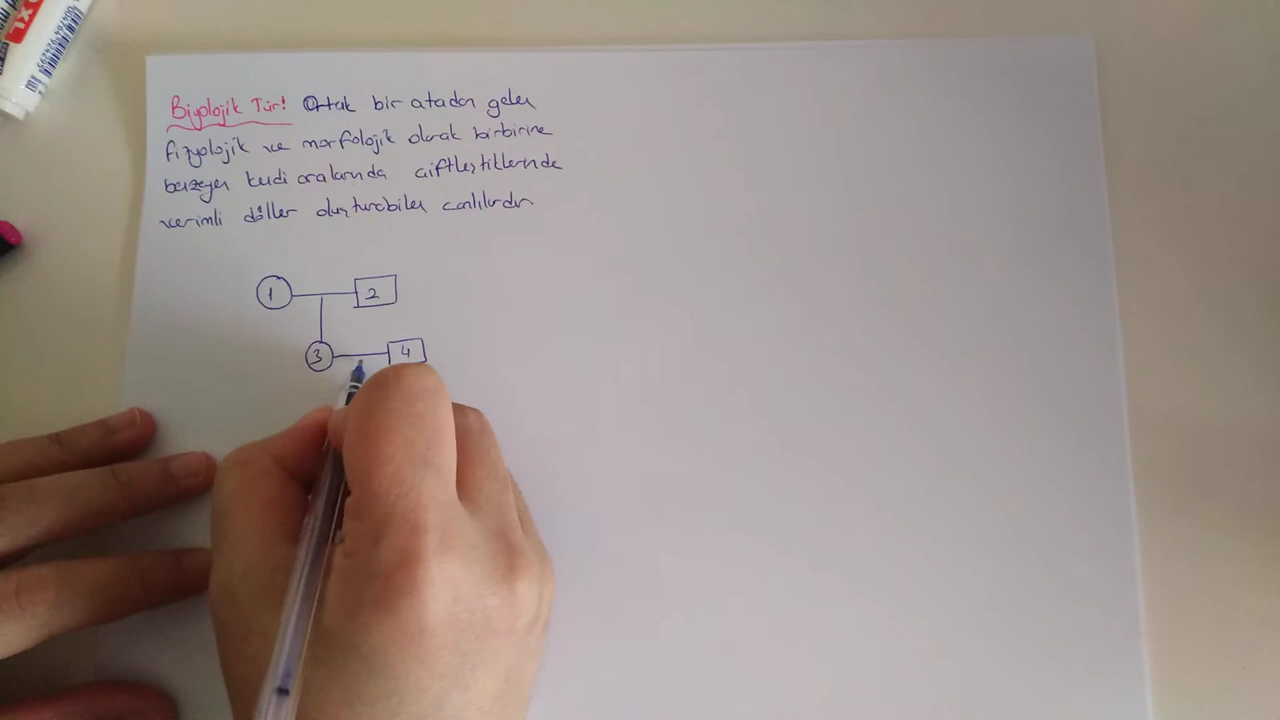 Biyolojik Tür! Ortak bir atadan gelen
fizyolojik ve morfolojik olarak birbirine
benzeyen kendi aralarında çiftleştiklerinde
verimli döller oluşturabilen canlılardır.
1 2
3 4
XL